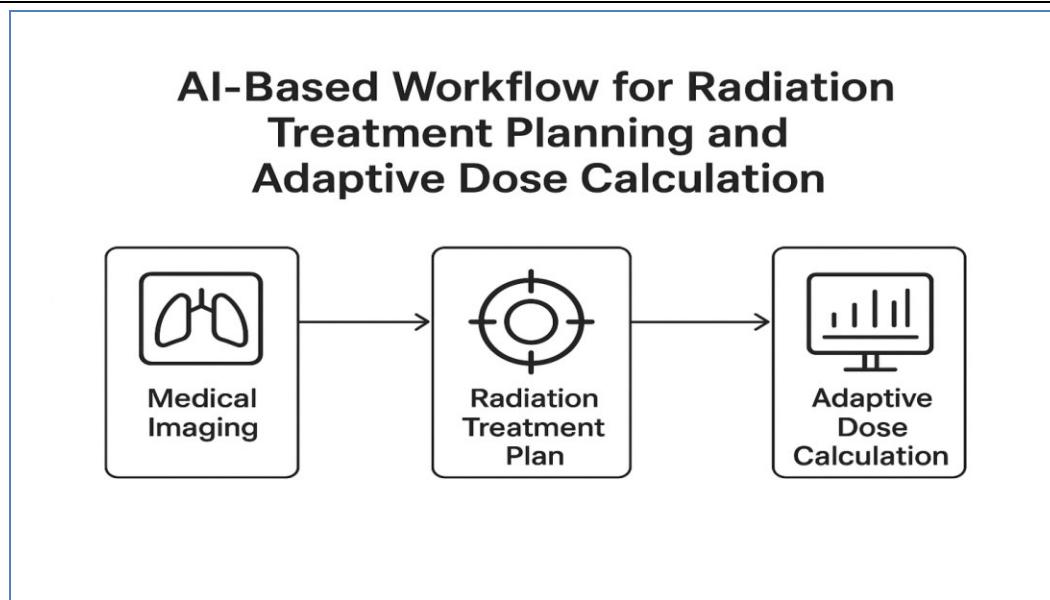 AI-Based Workflow for Radiation
Treatment Planning and
Adaptive Dose Calculation
Medical
Imaging
Radiation
Treatment
Plan
Adaptive
Dose
Calculation